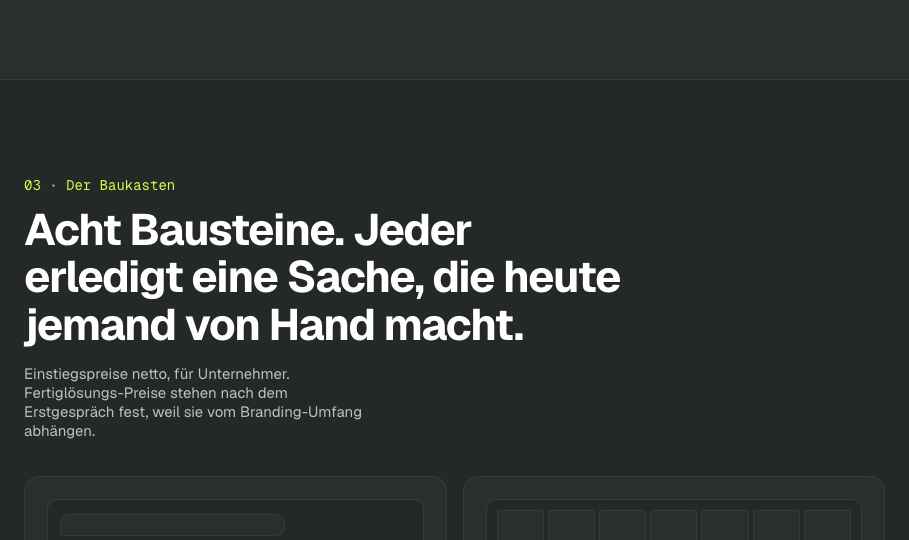 03 · Der Baukasten
Acht Bausteine. Jeder
erledigt eine Sache, die heute
jemand von Hand macht.
Einstiegspreise netto, für Unternehmer.
Fertiglösungs-Preise stehen nach dem
Erstgespräch fest, weil sie vom Branding-Umfang
abhängen.